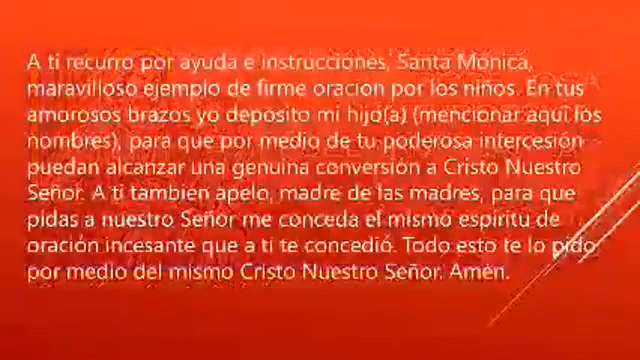 A ti recurro por ayuda e instrucciones, Santa Mónica,
maravilloso ejemplo de firme oración por los niños. En tus
amorosos brazos yo deposito mi hijo(a) (mencionar aquí los
nombres), para que por medio de tu poderosa intercesión
puedan alcanzar una genuina conversión a Cristo Nuestro
Señor. A ti también apelo, madre de las madres, para que
pidas a nuestro Señor me conceda el mismo espíritu de
oración incesante que a ti te concedió. Todo esto te lo pido
por medio del mismo Cristo Nuestro Señor. Amén.